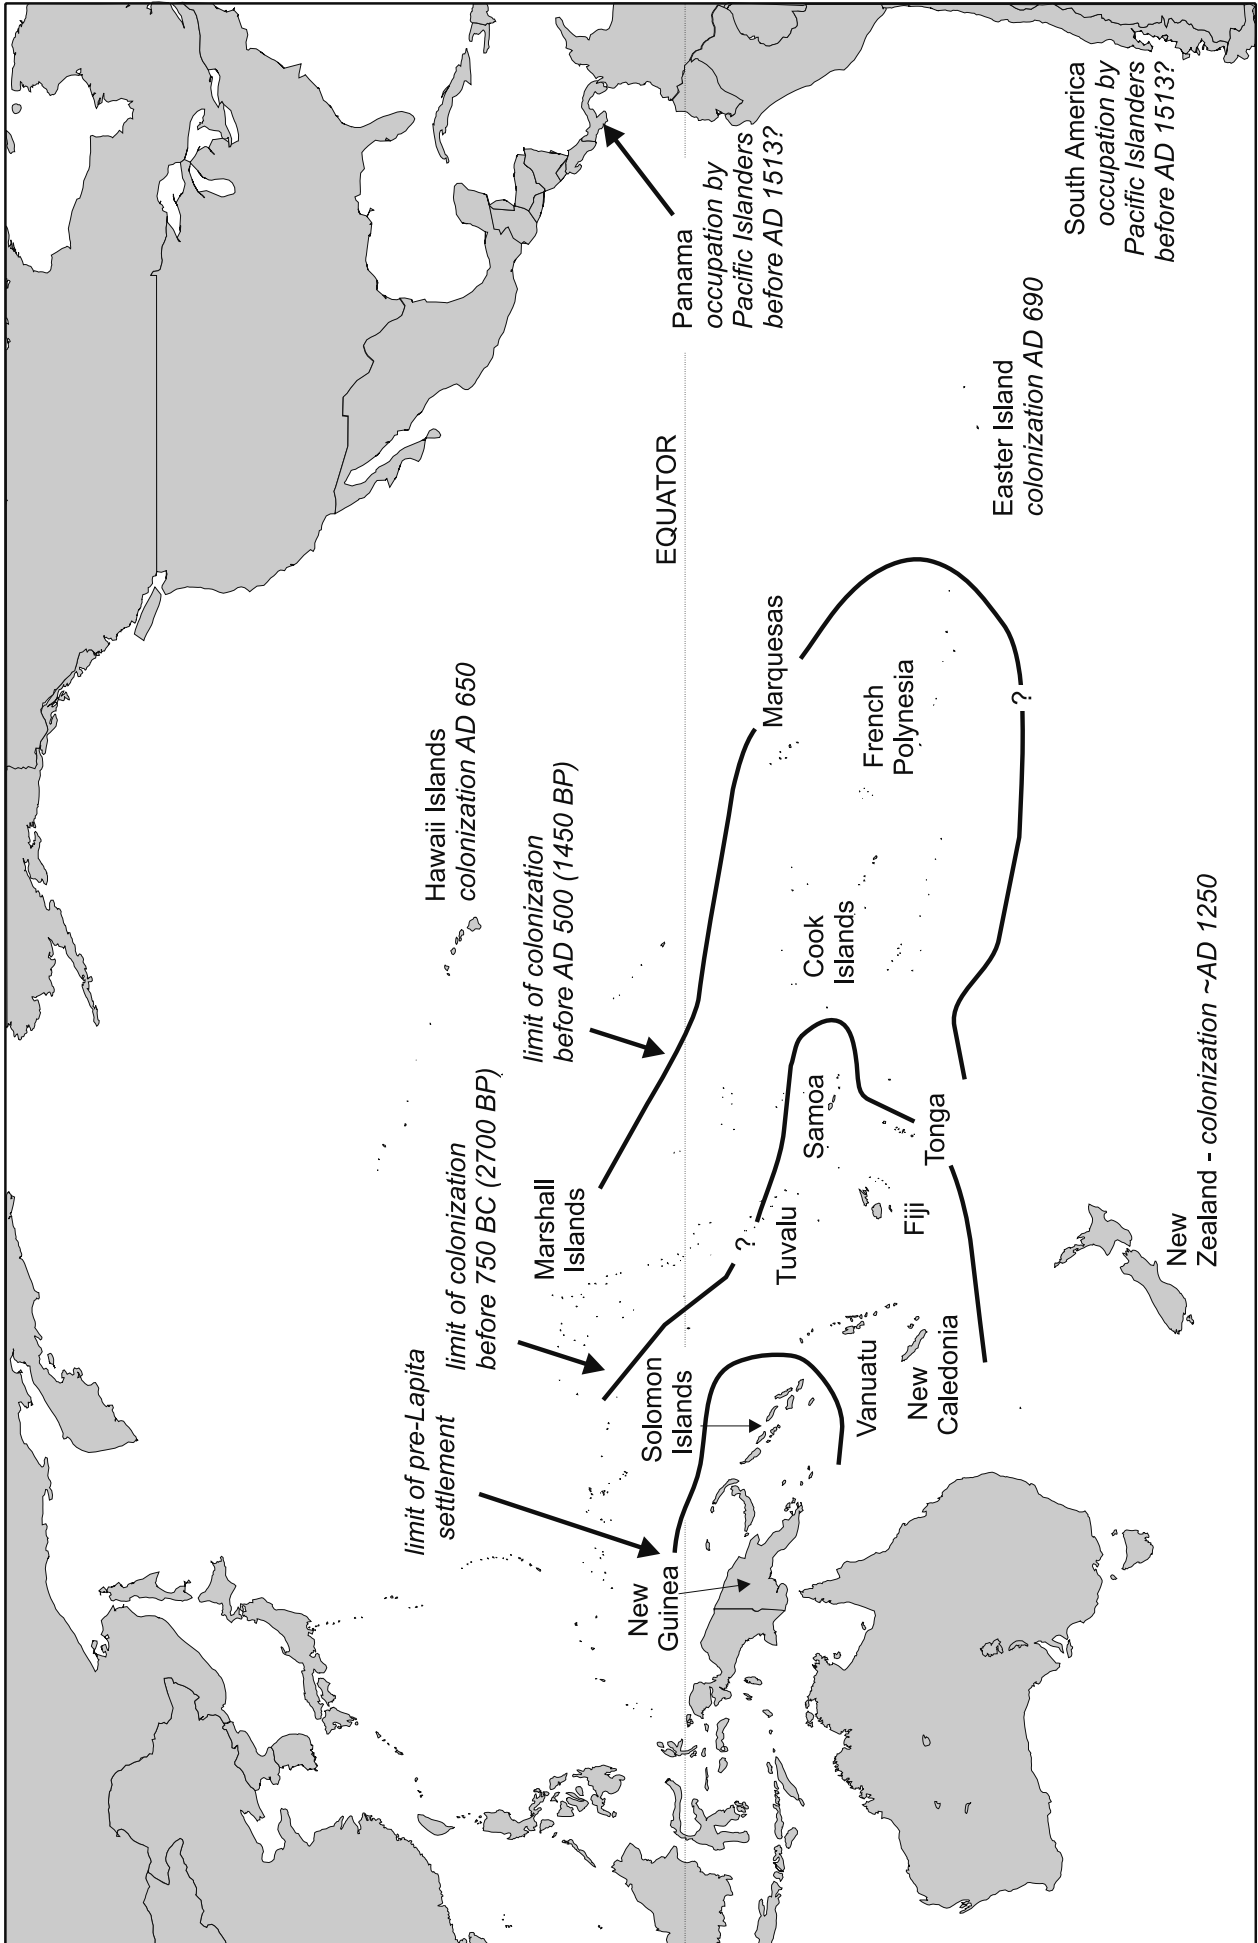 limit of pre-Lapita
settlement
limit of colonization
before 750 BC (2700 BP)
limit of colonization
before AD 500 (1450 BP)
Hawaii Islands
colonization AD 650
Marshall
Islands
EQUATOR
Panama
occupation by
Pacific Islanders
before AD 1513?
New
Guinea
Solomon
Islands
?
Tuvalu
Samoa
Cook
Islands
Marquesas
French
Polynesia
Vanuatu
Fiji
Tonga
New
Caledonia
?
Easter Island
colonization AD 690
South America
occupation by
Pacific Islanders
before AD 1513?
New
Zealand - colonization ~AD 1250